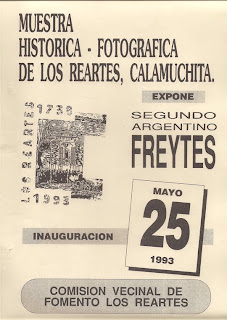 MUESTRA
HISTORICA - FOTOGRAFICA
DE LOS REARTES, CALAMUCHITA.
EXPONE
SEGUNDO
ARGENTINO
FREYTES
LOS REARTES
1739
1993
MAYO
25
1993
INAUGURACION
COMISION VECINAL DE
FOMENTO LOS REARTES